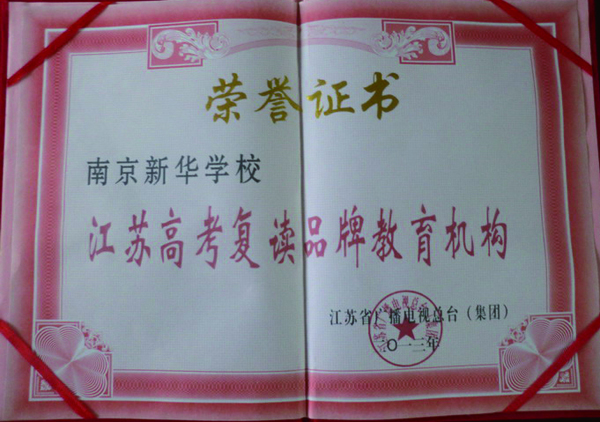 荣誉证书
南京新华学校
江苏高考复读品牌教育机构
江苏省广播电视总台（集团）
二〇一三年